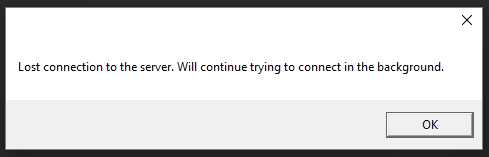 Lost connection to the server. Will continue trying to connect in the background.
OK